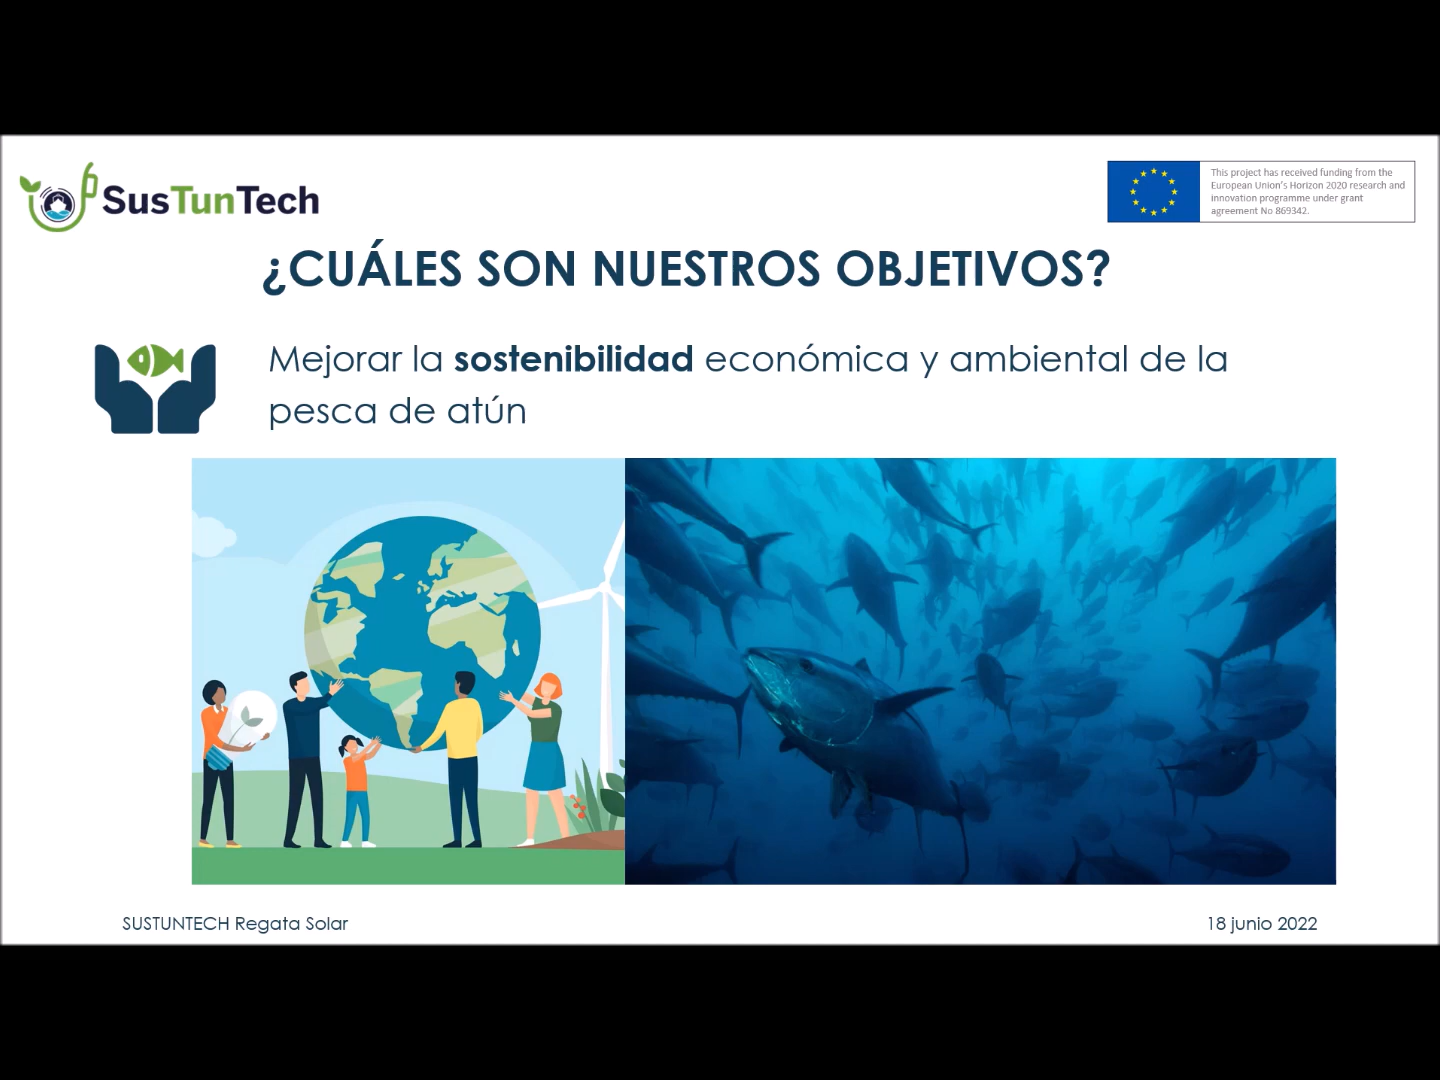 SusTunTech
This project has received funding from the
European Union's Horizon 2020 research and
innovation programme under grant
agreement No 869342.
¿CUÁLES SON NUESTROS OBJETIVOS?
Mejorar la sostenibilidad económica y ambiental de la
pesca de atún
SUSTUNTECH Regata Solar
18 junio 2022